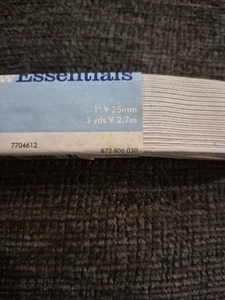 Essentials
1" ¥ 25mm
3 yds ¥ 2.7m
7704612
872 806 030